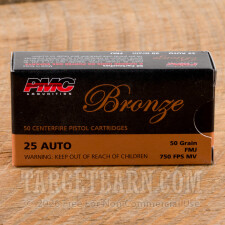 PMC
AMMUNITION
Bronze
50 CENTERFIRE PISTOL CARTRIDGES
25 AUTO
50 Grain
FMJ
WARNING: KEEP OUT OF REACH OF CHILDREN
750 FPS MV
TARGETBARN.COM